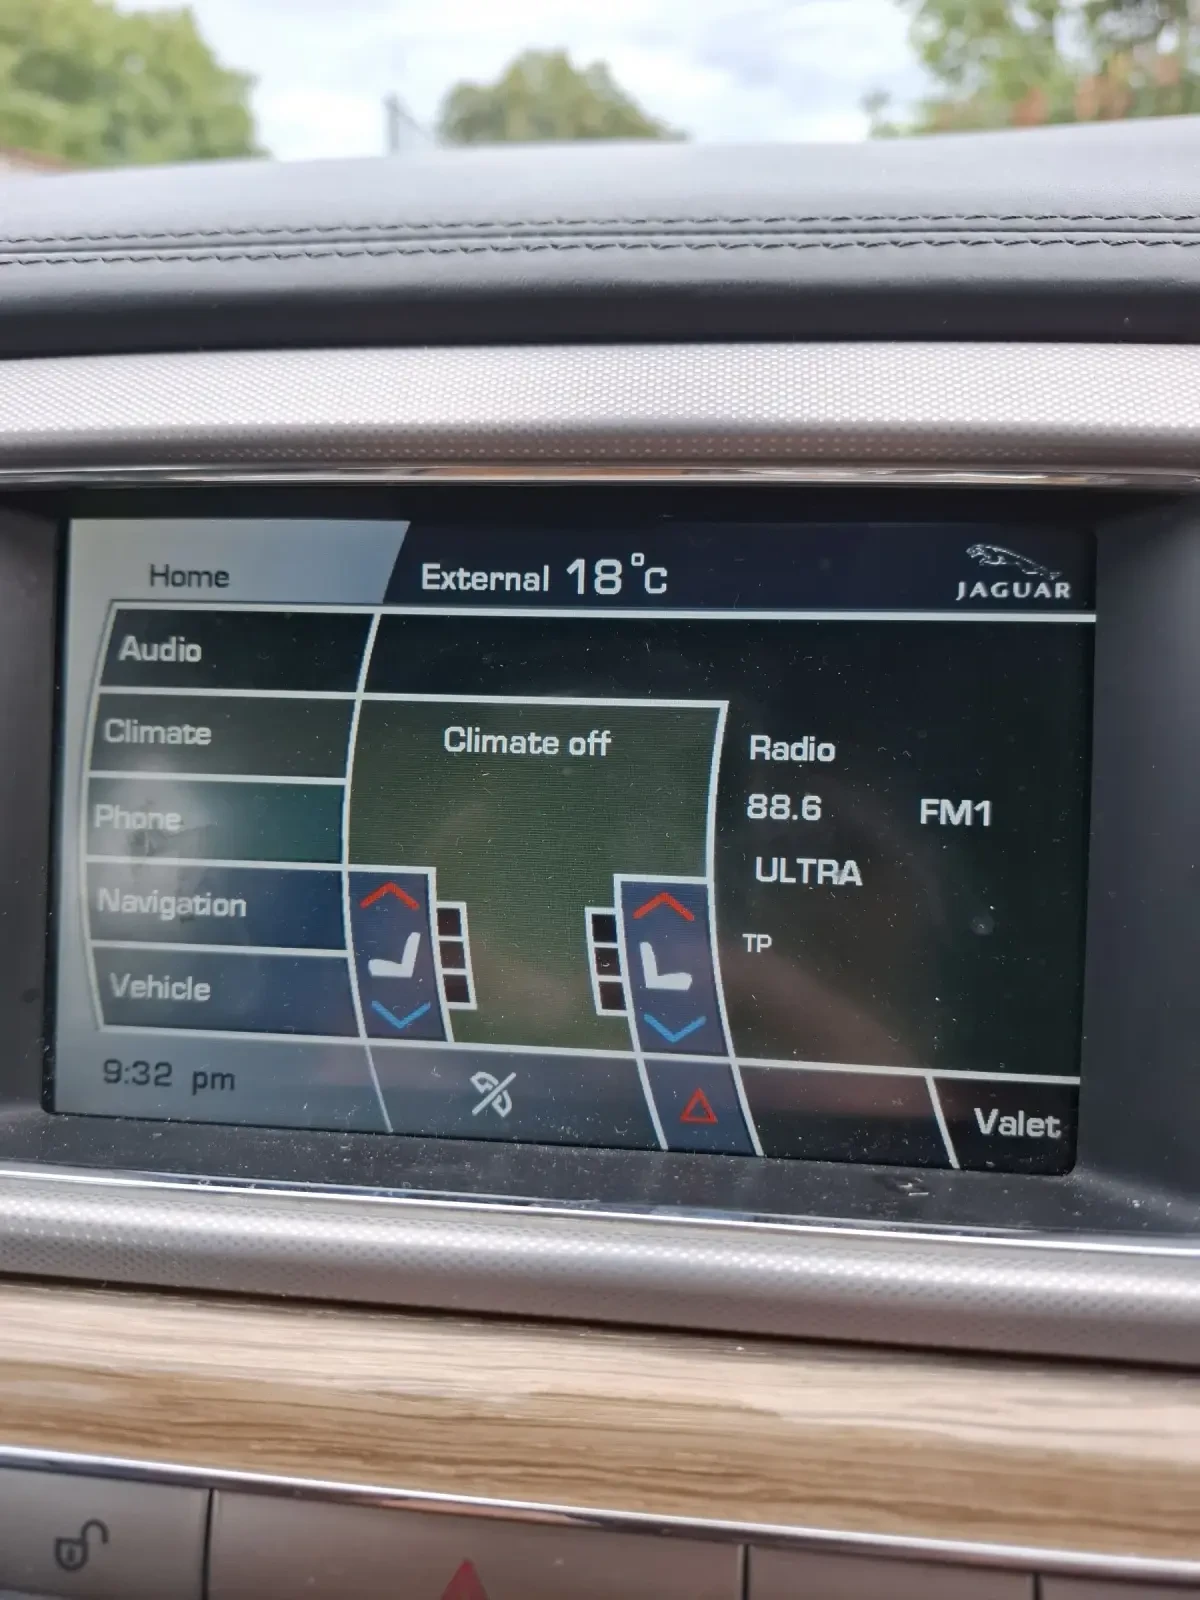 Home
External 18°C
JAGUAR
Audio
Climate
Phone
Navigation
Vehicle
Climate off
Radio
88.6 FM1
ULTRA
TP
9:32 pm
Valet